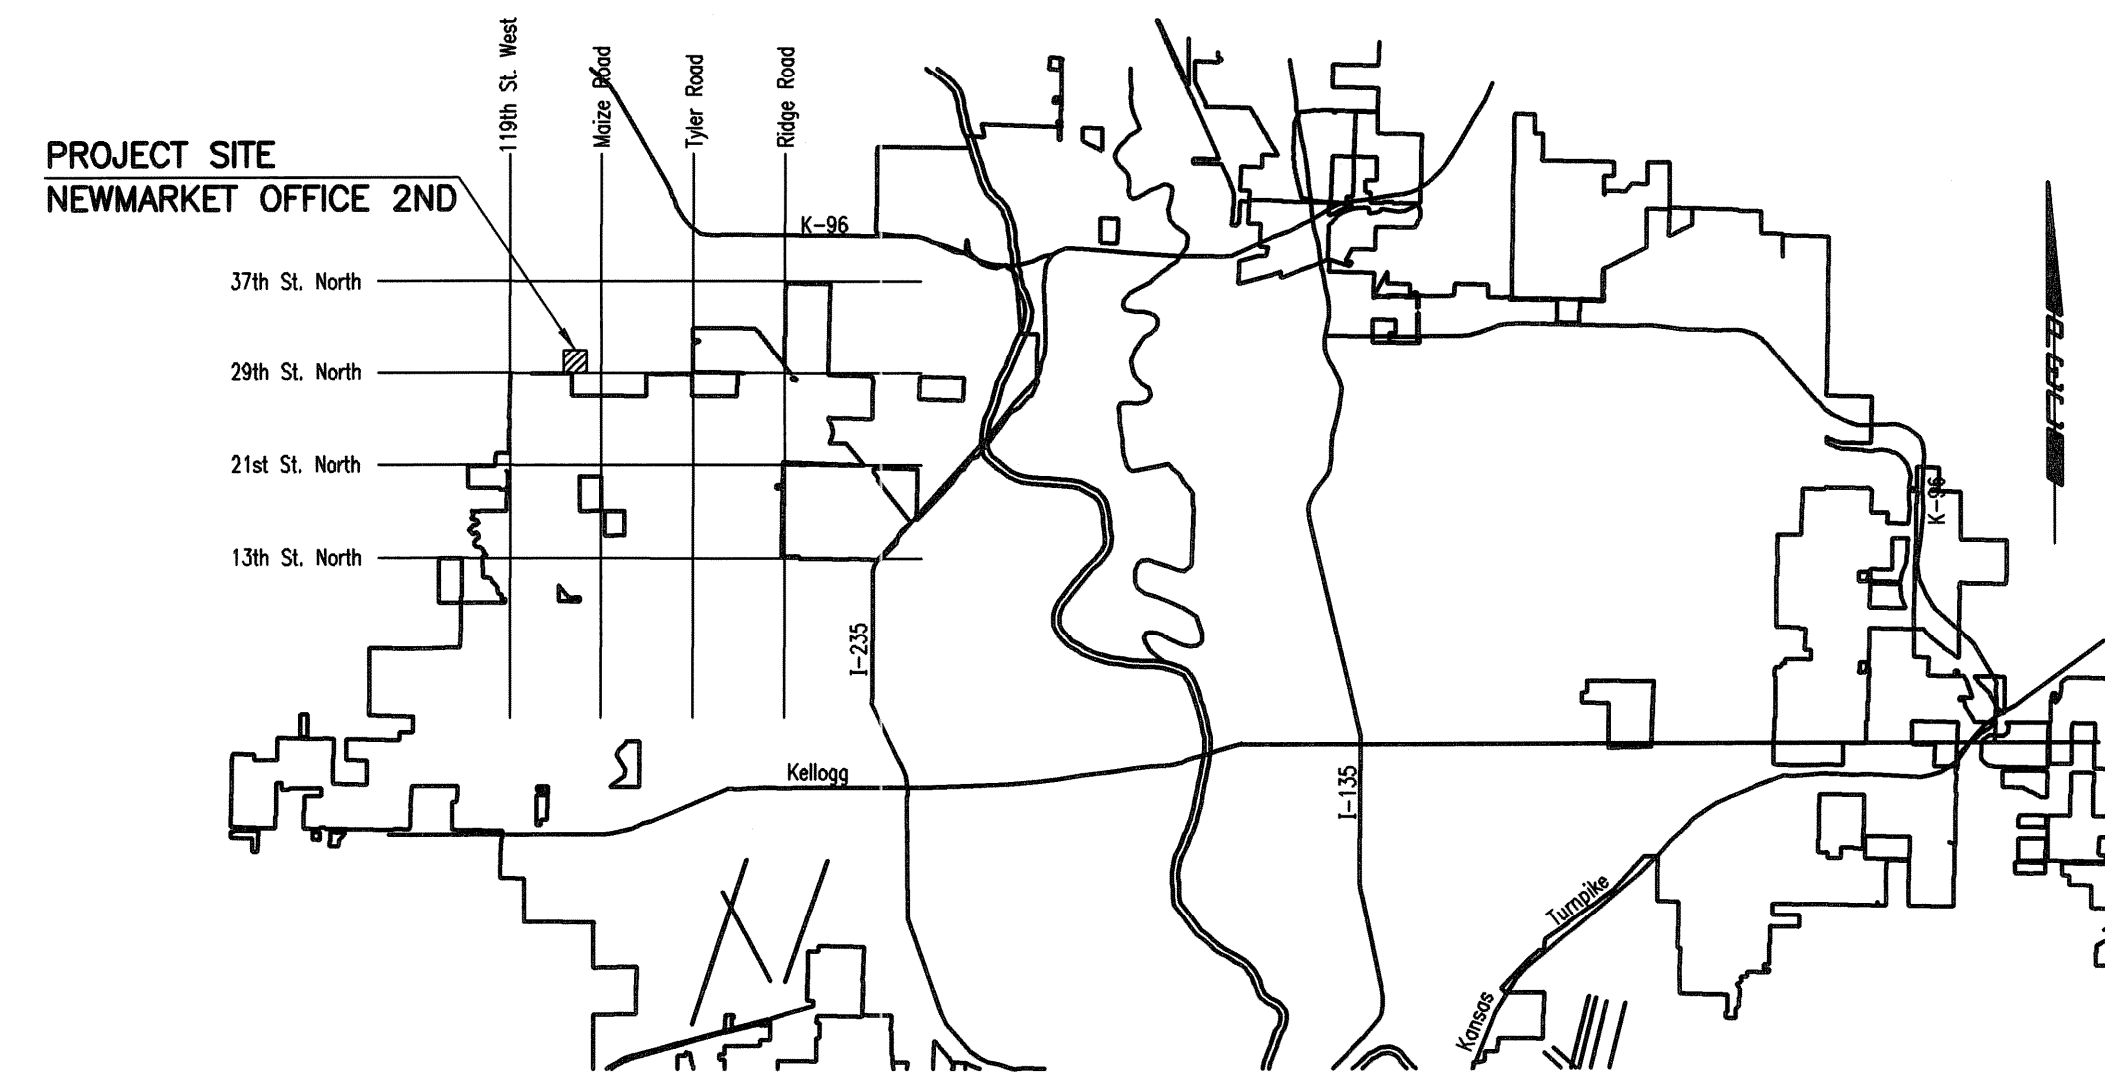 119th St. West
Maize Road
Tyler Road
Ridge Road
PROJECT SITE
NEWMARKET OFFICE 2ND
K-96
37th St. North
29th St. North
21st St. North
13th St. North
K-96
I-235
Kellogg
I-135
Kansas Turnpike